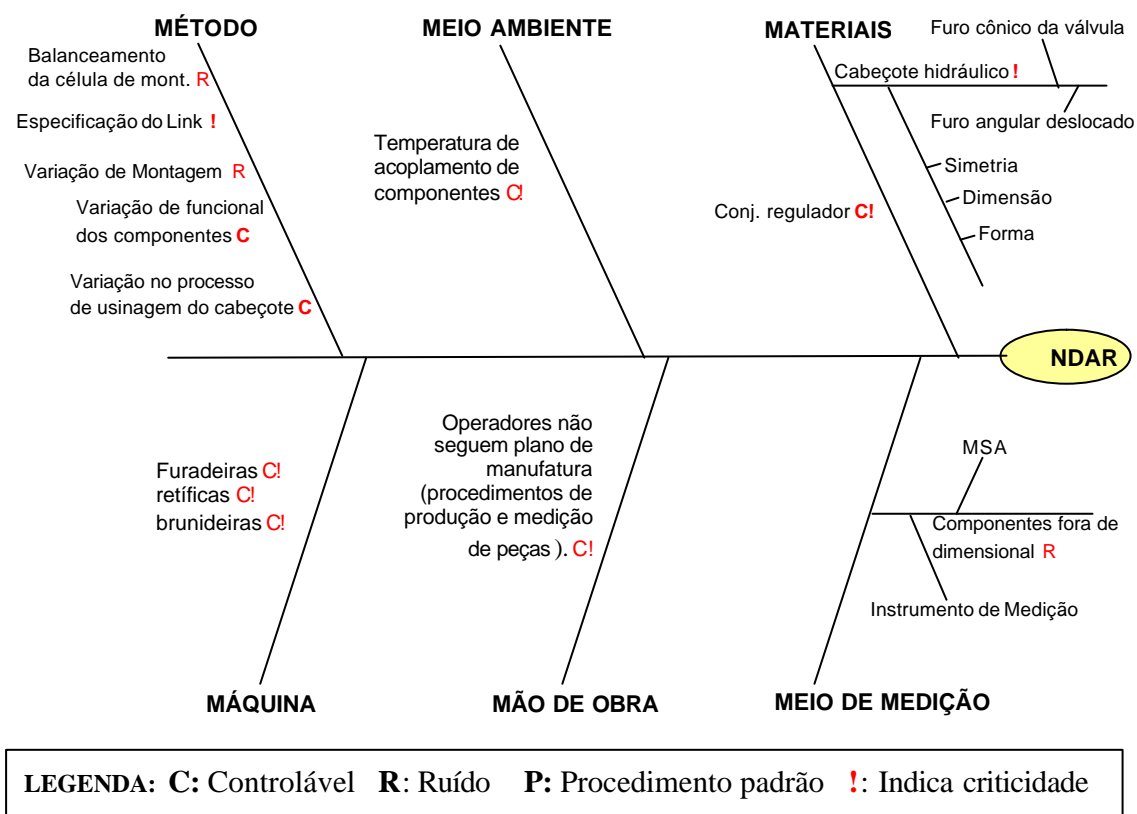 MÉTODO
Balanceamento
da célula de mont. R
Especificação do Link !
Variação de Montagem R
Variação de funcional
dos componentes C
Variação no processo
de usinagem do cabeçote C
MEIO AMBIENTE
Temperatura de
acoplamento de
componentes C!
MATERIAIS
Furo cônico da válvula
Cabeçote hidráulico !
Furo angular deslocado
Simetria
Dimensão
Forma
Conj. regulador C!
NDAR
Furadeiras C!
retíficas C!
brunideiras C!
MÁQUINA
Operadores não
seguem plano de
manufatura
(procedimentos de
produção e medição
de peças ). C!
MÃO DE OBRA
MSA
Componentes fora de
dimensional R
Instrumento de Medição
MEIO DE MEDIÇÃO
LEGENDA: C: Controlável R: Ruído P: Procedimento padrão !: Indica criticidade